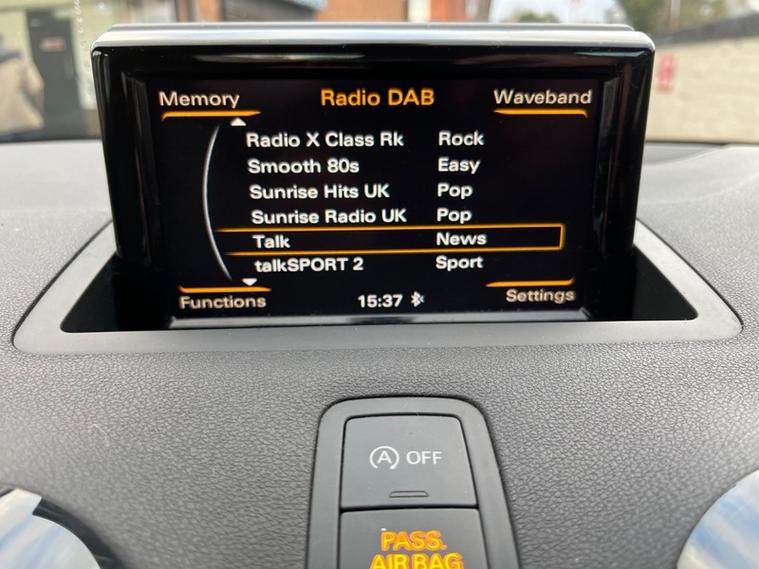 Memory Radio DAB Waveband
Radio X Class Rk Rock
Smooth 80s Easy
Sunrise Hits UK Pop
Sunrise Radio UK Pop
Talk News
talkSPORT 2 Sport
Functions 15:37 Settings
A OFF
PASS.
AIR BAG